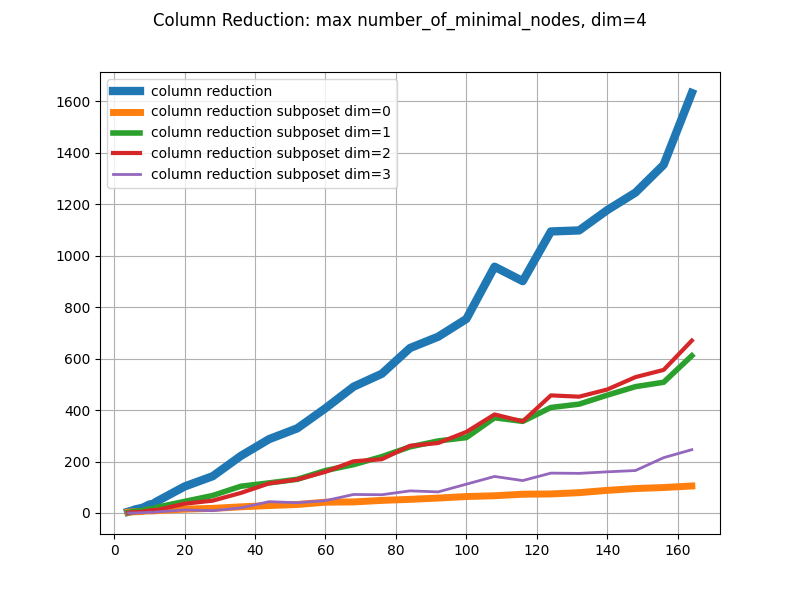 Column Reduction: max number_of_minimal_nodes, dim=4
column reduction
column reduction subposet dim=0
column reduction subposet dim=1
column reduction subposet dim=2
column reduction subposet dim=3
1600
1400
1200
1000
800
600
400
200
0
0 20 40 60 80 100 120 140 160